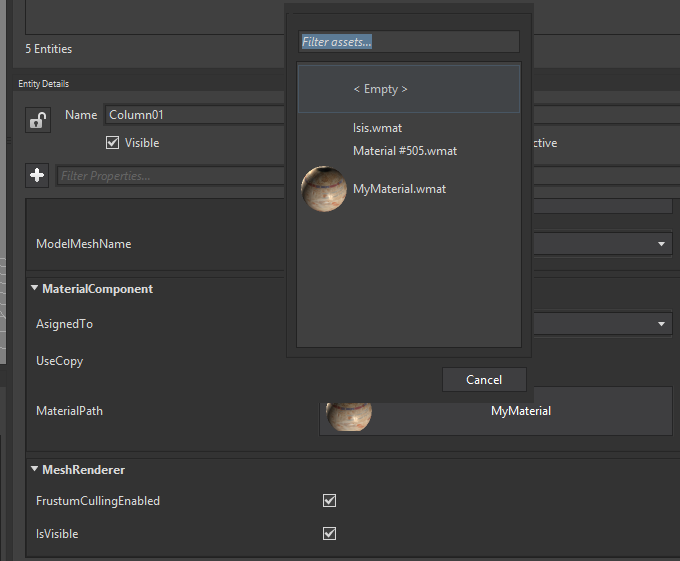 Filter assets...
< Empty >
Isis.wmat
Material #505.wmat
MyMaterial.wmat
Cancel
5 Entities
Entity Details
Name
Column01
Visible
ctive
Filter Properties...
ModelMeshName
MaterialComponent
AsignedTo
UseCopy
MaterialPath
MyMaterial
MeshRenderer
FrustumCullingEnabled
IsVisible